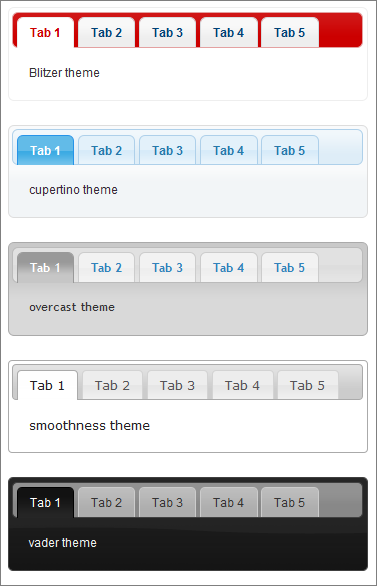 Tab 1 Tab 2 Tab 3 Tab 4 Tab 5
Blitzer theme
Tab 1 Tab 2 Tab 3 Tab 4 Tab 5
cupertino theme
Tab 1 Tab 2 Tab 3 Tab 4 Tab 5
overcast theme
Tab 1 Tab 2 Tab 3 Tab 4 Tab 5
smoothness theme
Tab 1 Tab 2 Tab 3 Tab 4 Tab 5
vader theme